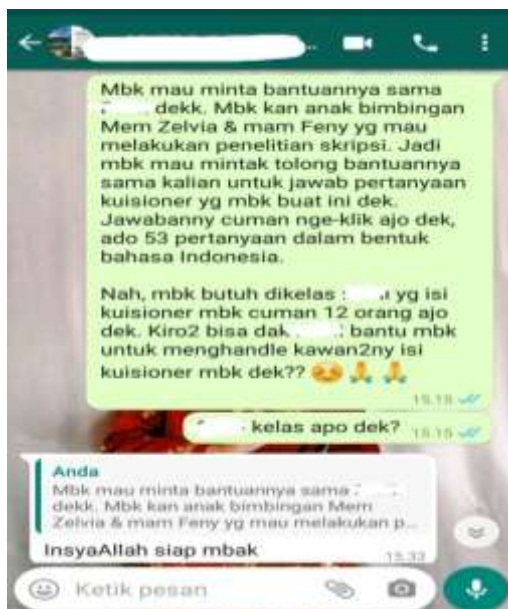 Mbk mau minta bantuannya sama
dekk. Mbk kan anak bimbingan
Mem Zelvia & mam Feny yg mau
melakukan penelitian skripsi. Jadi
mbk mau mintak tolong bantuannya
sama kalian untuk jawab pertanyaan
kuisioner yg mbk buat ini dek.
Jawabanny cuman nge-klik ajo dek,
ado 53 pertanyaan dalam bentuk
bahasa Indonesia.
Nah, mbk butuh dikelas yg isi
kuisioner mbk cuman 12 orang ajo
dek. Kiro2 bisa dak bantu mbk
untuk menghandle kawan2ny isi
kuisioner mbk dek??
15.15
kelas apo dek? 15.15
Anda
Mbk mau minta bantuannya sama
dekk. Mbk kan anak bimbingan Mem
Zelvia & mam Feny yg mau melakukan p...
InsyaAllah siap mbak 15.33
Ketik pesan